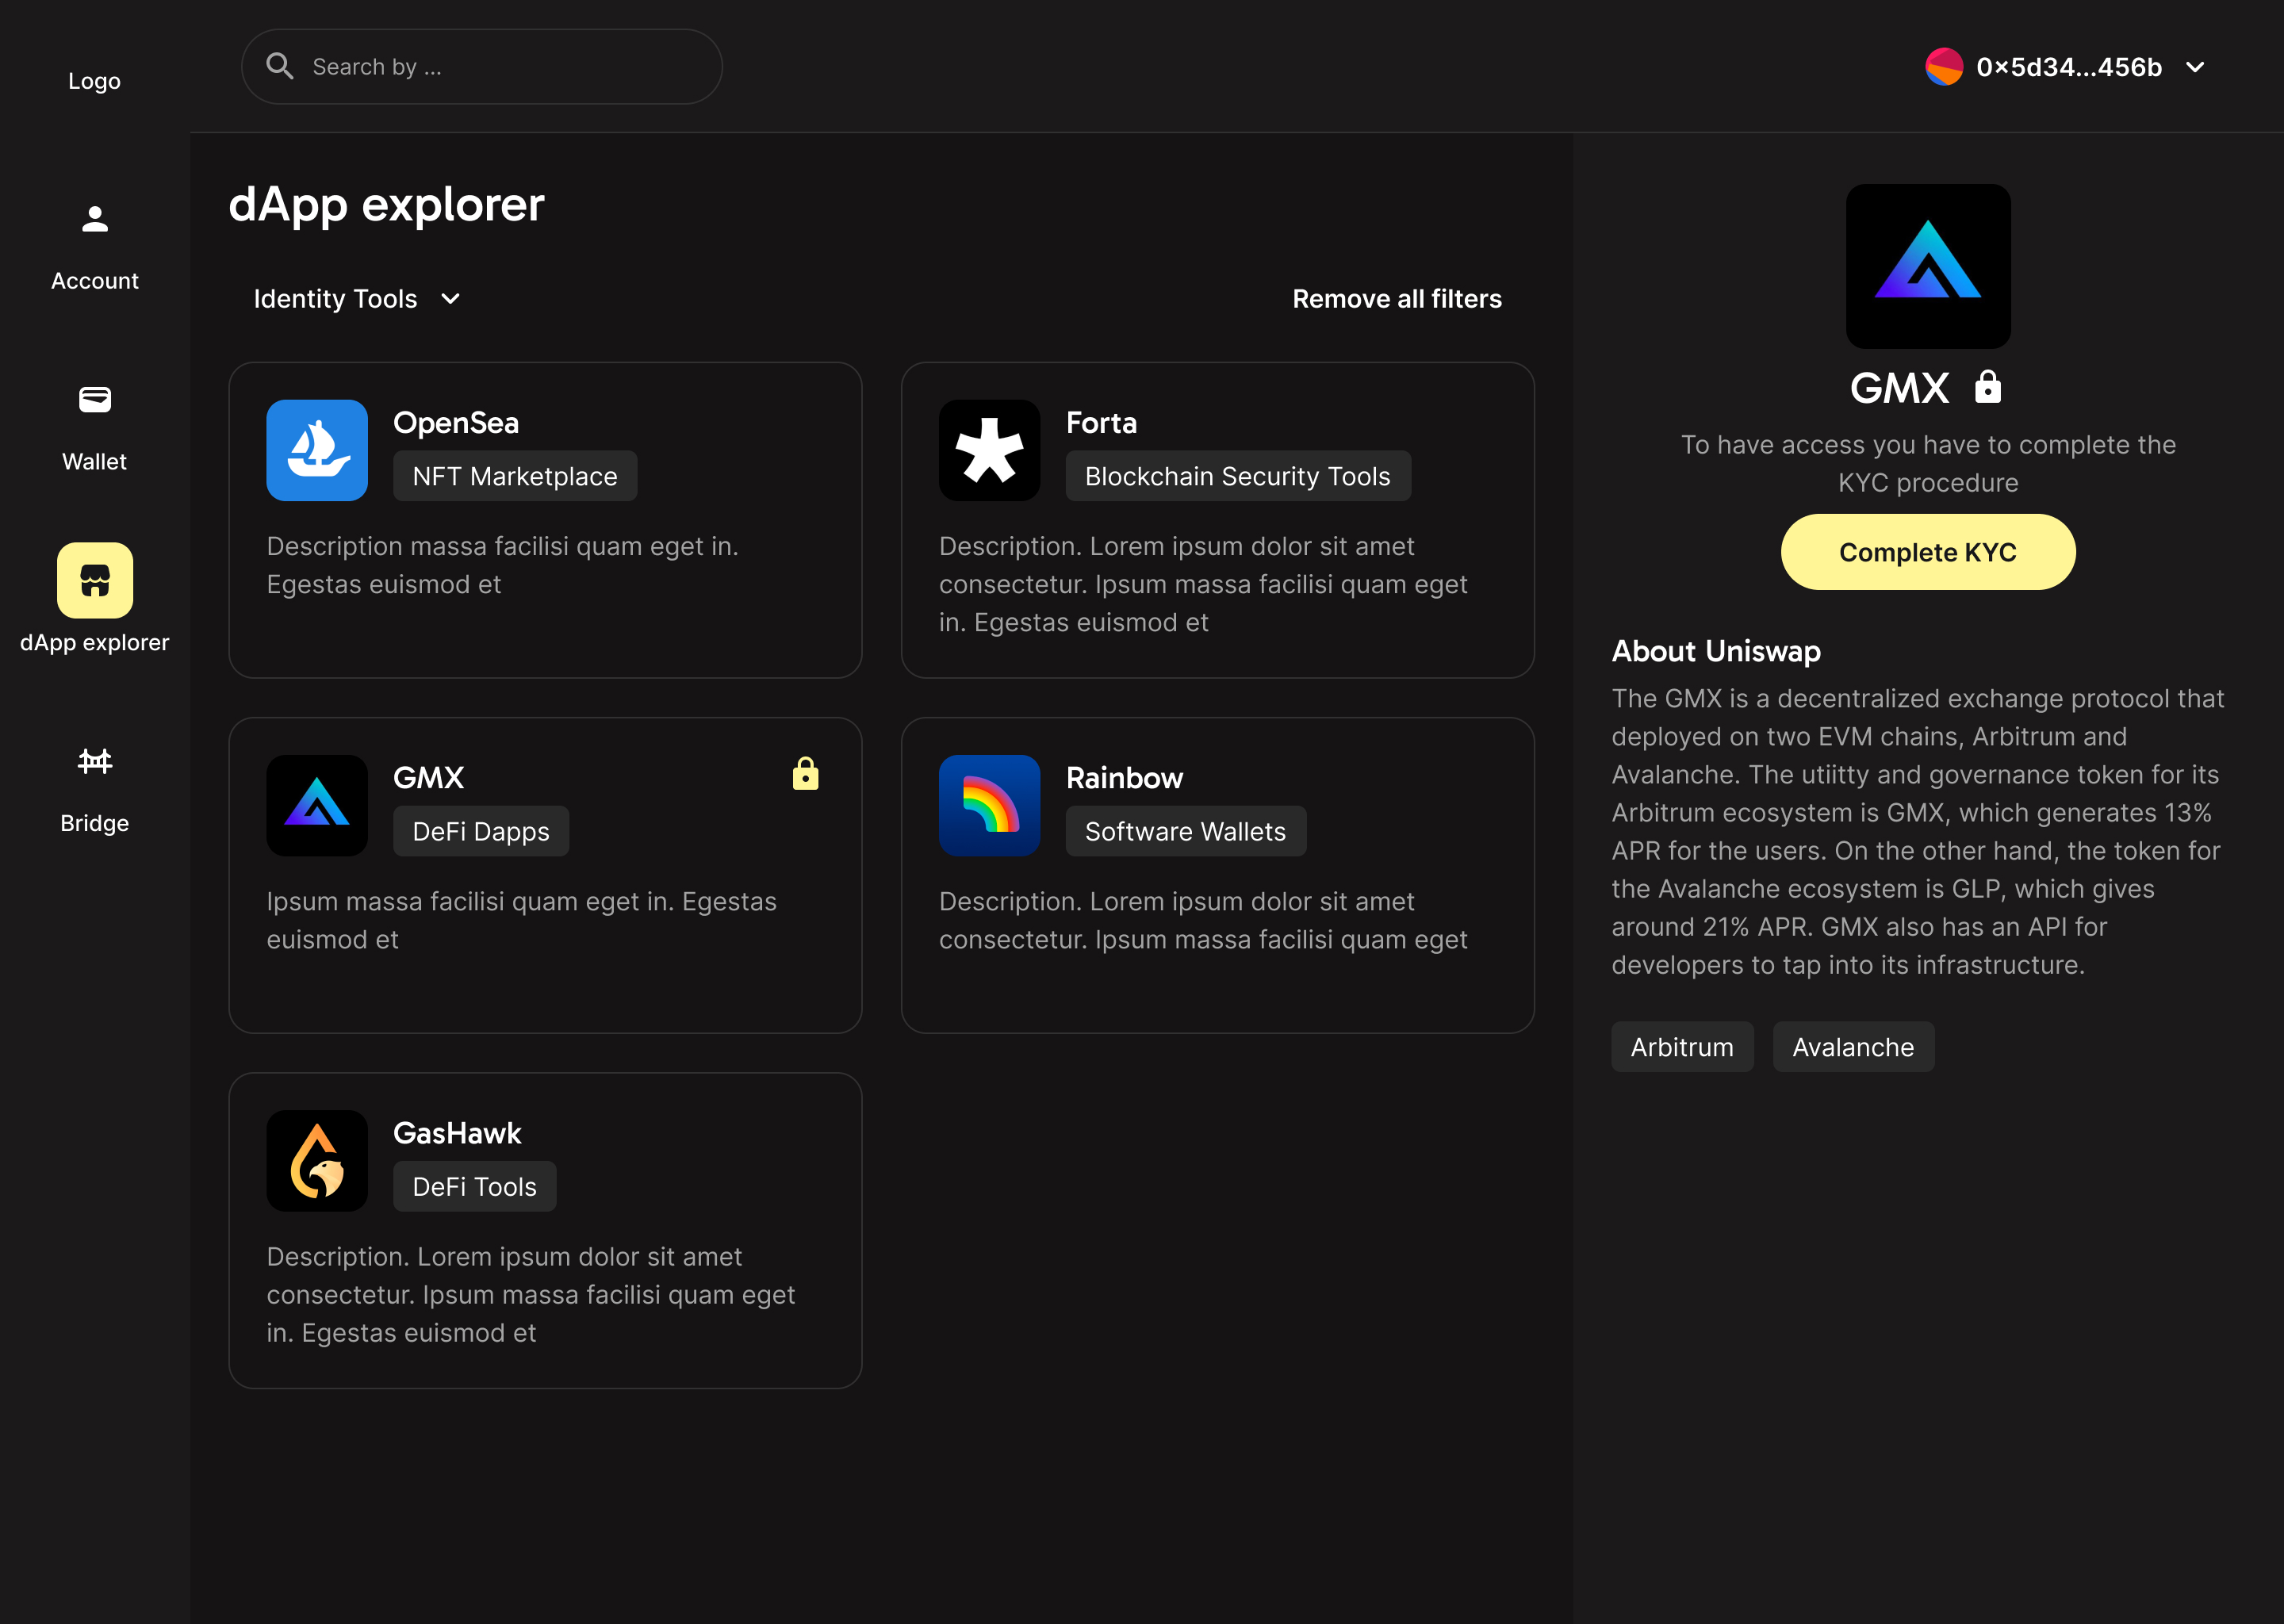 Logo
Search by ...
0×5d34...456b
Account
Wallet
dApp explorer
Bridge
dApp explorer
Identity Tools
Remove all filters
OpenSea
NFT Marketplace
Description massa facilisi quam eget in.
Egestas euismod et
Forta
Blockchain Security Tools
Description. Lorem ipsum dolor sit amet
consectetur. Ipsum massa facilisi quam eget
in. Egestas euismod et
GMX
DeFi Dapps
Ipsum massa facilisi quam eget in. Egestas
euismod et
Rainbow
Software Wallets
Description. Lorem ipsum dolor sit amet
consectetur. Ipsum massa facilisi quam eget
GasHawk
DeFi Tools
Description. Lorem ipsum dolor sit amet
consectetur. Ipsum massa facilisi quam eget
in. Egestas euismod et
GMX
To have access you have to complete the
KYC procedure
Complete KYC
About Uniswap
The GMX is a decentralized exchange protocol that
deployed on two EVM chains, Arbitrum and
Avalanche. The utiitty and governance token for its
Arbitrum ecosystem is GMX, which generates 13%
APR for the users. On the other hand, the token for
the Avalanche ecosystem is GLP, which gives
around 21% APR. GMX also has an API for
developers to tap into its infrastructure.
Arbitrum
Avalanche